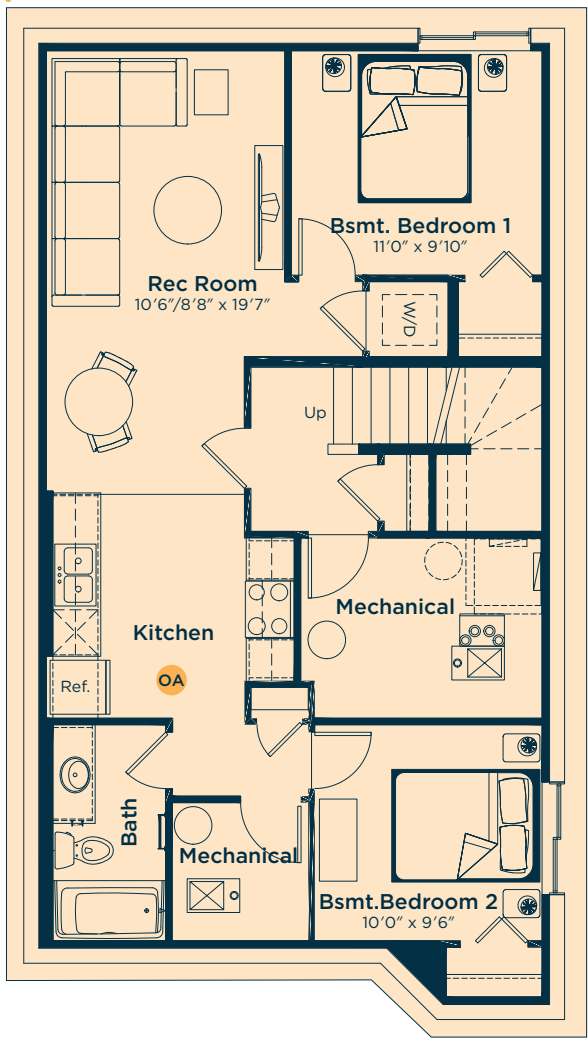 Bsmt. Bedroom 1
11'0" x 9'10"
Rec Room
10'6"/8'8" x 19'7"
W/D
Up
Mechanical
Kitchen
OA
Ref.
Bath
Mechanical
Bsmt.Bedroom 2
10'0" x 9'6"